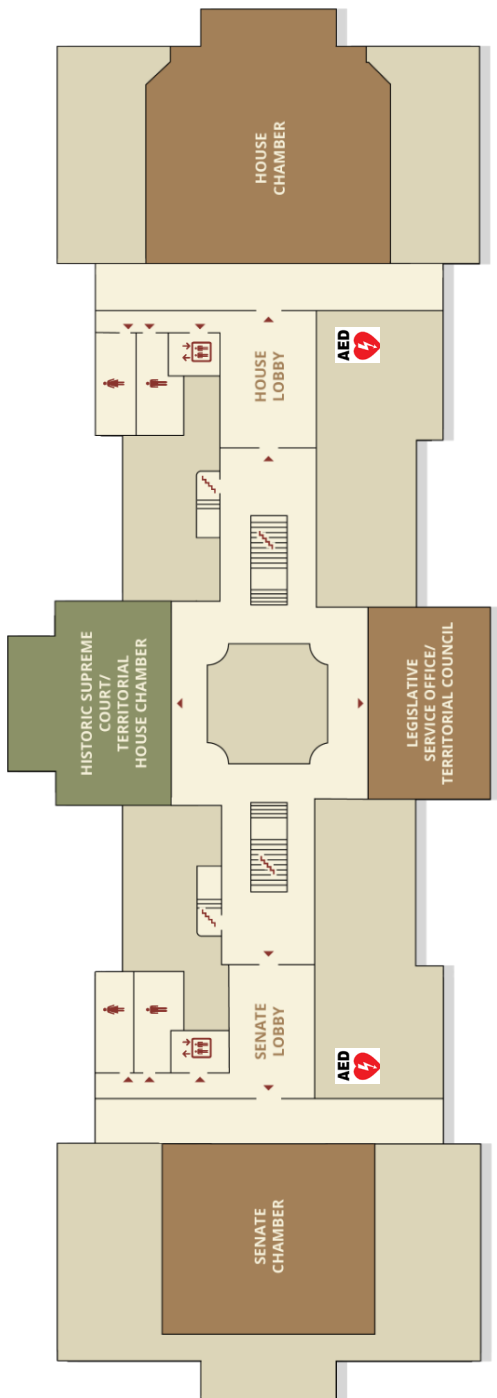 HOUSE
CHAMBER
AED
HOUSE
LOBBY
HISTORIC SUPREME
COURT/
TERRITORIAL
HOUSE CHAMBER
LEGISLATIVE
SERVICE OFFICE/
TERRITORIAL COUNCIL
SENATE
LOBBY
AED
SENATE
CHAMBER